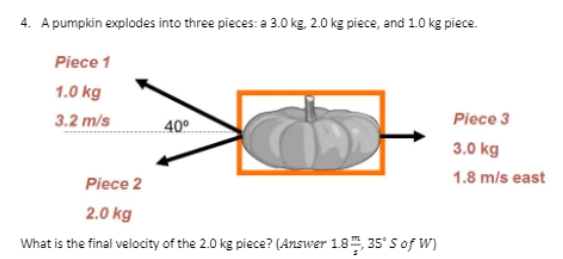 4. A pumpkin explodes into three pieces: a 3.0 kg, 2.0 kg piece, and 1.0 kg piece.
Piece 1
1.0 kg
3.2 m/s
40°
Piece 3
3.0 kg
1.8 m/s east
Piece 2
2.0 kg
What is the final velocity of the 2.0 kg piece? (Answer 1.8 m/s, 35° S of W)